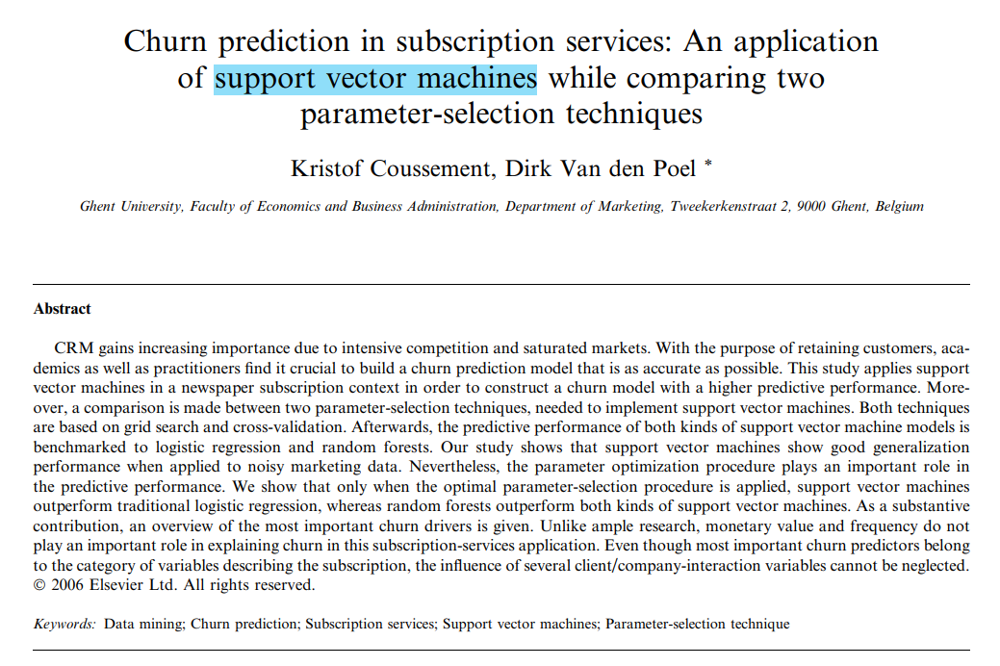 Churn prediction in subscription services: An application
of support vector machines while comparing two
parameter-selection techniques
Kristof Coussement, Dirk Van den Poel *
Ghent University, Faculty of Economics and Business Administration, Department of Marketing, Tweekerkenstraat 2, 9000 Ghent, Belgium
Abstract
CRM gains increasing importance due to intensive competition and saturated markets. With the purpose of retaining customers, aca-
demics as well as practitioners find it crucial to build a churn prediction model that is as accurate as possible. This study applies support
vector machines in a newspaper subscription context in order to construct a churn model with a higher predictive performance. More-
over, a comparison is made between two parameter-selection techniques, needed to implement support vector machines. Both techniques
are based on grid search and cross-validation. Afterwards, the predictive performance of both kinds of support vector machine models is
benchmarked to logistic regression and random forests. Our study shows that support vector machines show good generalization
performance when applied to noisy marketing data. Nevertheless, the parameter optimization procedure plays an important role in
the predictive performance. We show that only when the optimal parameter-selection procedure is applied, support vector machines
outperform traditional logistic regression, whereas random forests outperform both kinds of support vector machines. As a substantive
contribution, an overview of the most important churn drivers is given. Unlike ample research, monetary value and frequency do not
play an important role in explaining churn in this subscription-services application. Even though most important churn predictors belong
to the category of variables describing the subscription, the influence of several client/company-interaction variables cannot be neglected.
© 2006 Elsevier Ltd. All rights reserved.
Keywords: Data mining; Churn prediction; Subscription services; Support vector machines; Parameter-selection technique